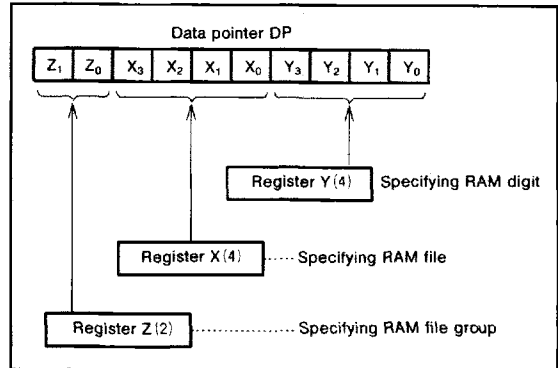 Data pointer DP
Z₁ Z₀ X₃ X₂ X₁ X₀ Y₃ Y₂ Y₁ Y₀
Register Y(4) Specifying RAM digit
Register X(4) Specifying RAM file
Register Z(2) Specifying RAM file group